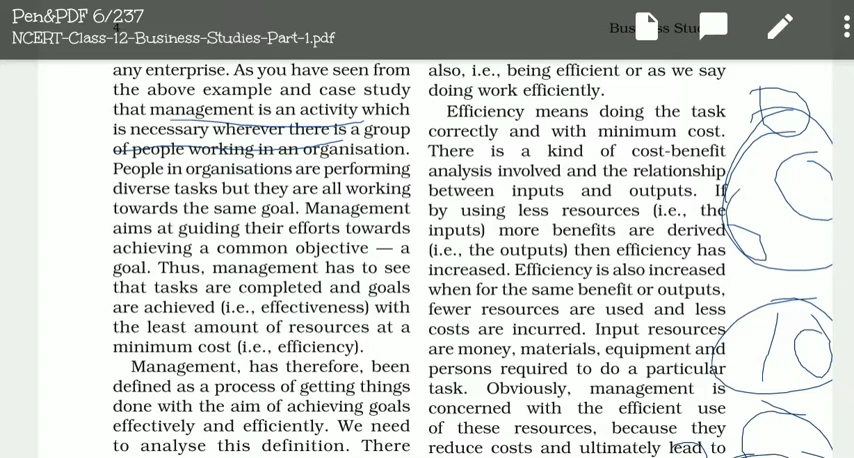 Pen&PDF 6/237
NCERT-Class-12-Business-Studies-Part-1.pdf
any enterprise. As you have seen from
the above example and case study
that management is an activity which
is necessary wherever there is a group
of people working in an organisation.
People in organisations are performing
diverse tasks but they are all working
towards the same goal. Management
aims at guiding their efforts towards
achieving a common objective — a
goal. Thus, management has to see
that tasks are completed and goals
are achieved (i.e., effectiveness) with
the least amount of resources at a
minimum cost (i.e., efficiency).
Management, has therefore, been
defined as a process of getting things
done with the aim of achieving goals
effectively and efficiently. We need
to analyse this definition. There
also, i.e., being efficient or as we say
doing work efficiently.
Efficiency means doing the task
correctly and with minimum cost.
There is a kind of cost-benefit
analysis involved and the relationship
between inputs and outputs. If
by using less resources (i.e., the
inputs) more benefits are derived
(i.e., the outputs) then efficiency has
increased. Efficiency is also increased
when for the same benefit or outputs,
fewer resources are used and less
costs are incurred. Input resources
are money, materials, equipment and
persons required to do a particular
task. Obviously, management is
concerned with the efficient use
of these resources, because they
reduce costs and ultimately lead to